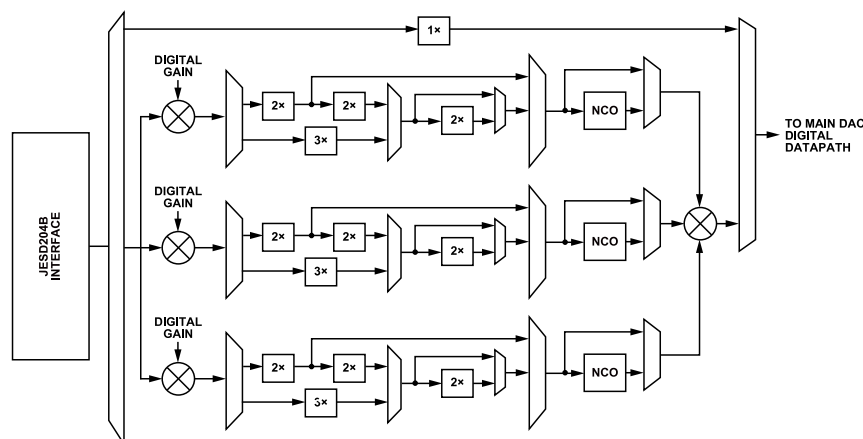 1×
DIGITAL
GAIN
2×
2×
3×
2×
NCO
TO MAIN DAC
DIGITAL
DATAPATH
JESD204B
INTERFACE
DIGITAL
GAIN
2×
2×
3×
2×
NCO
DIGITAL
GAIN
2×
2×
3×
2×
NCO